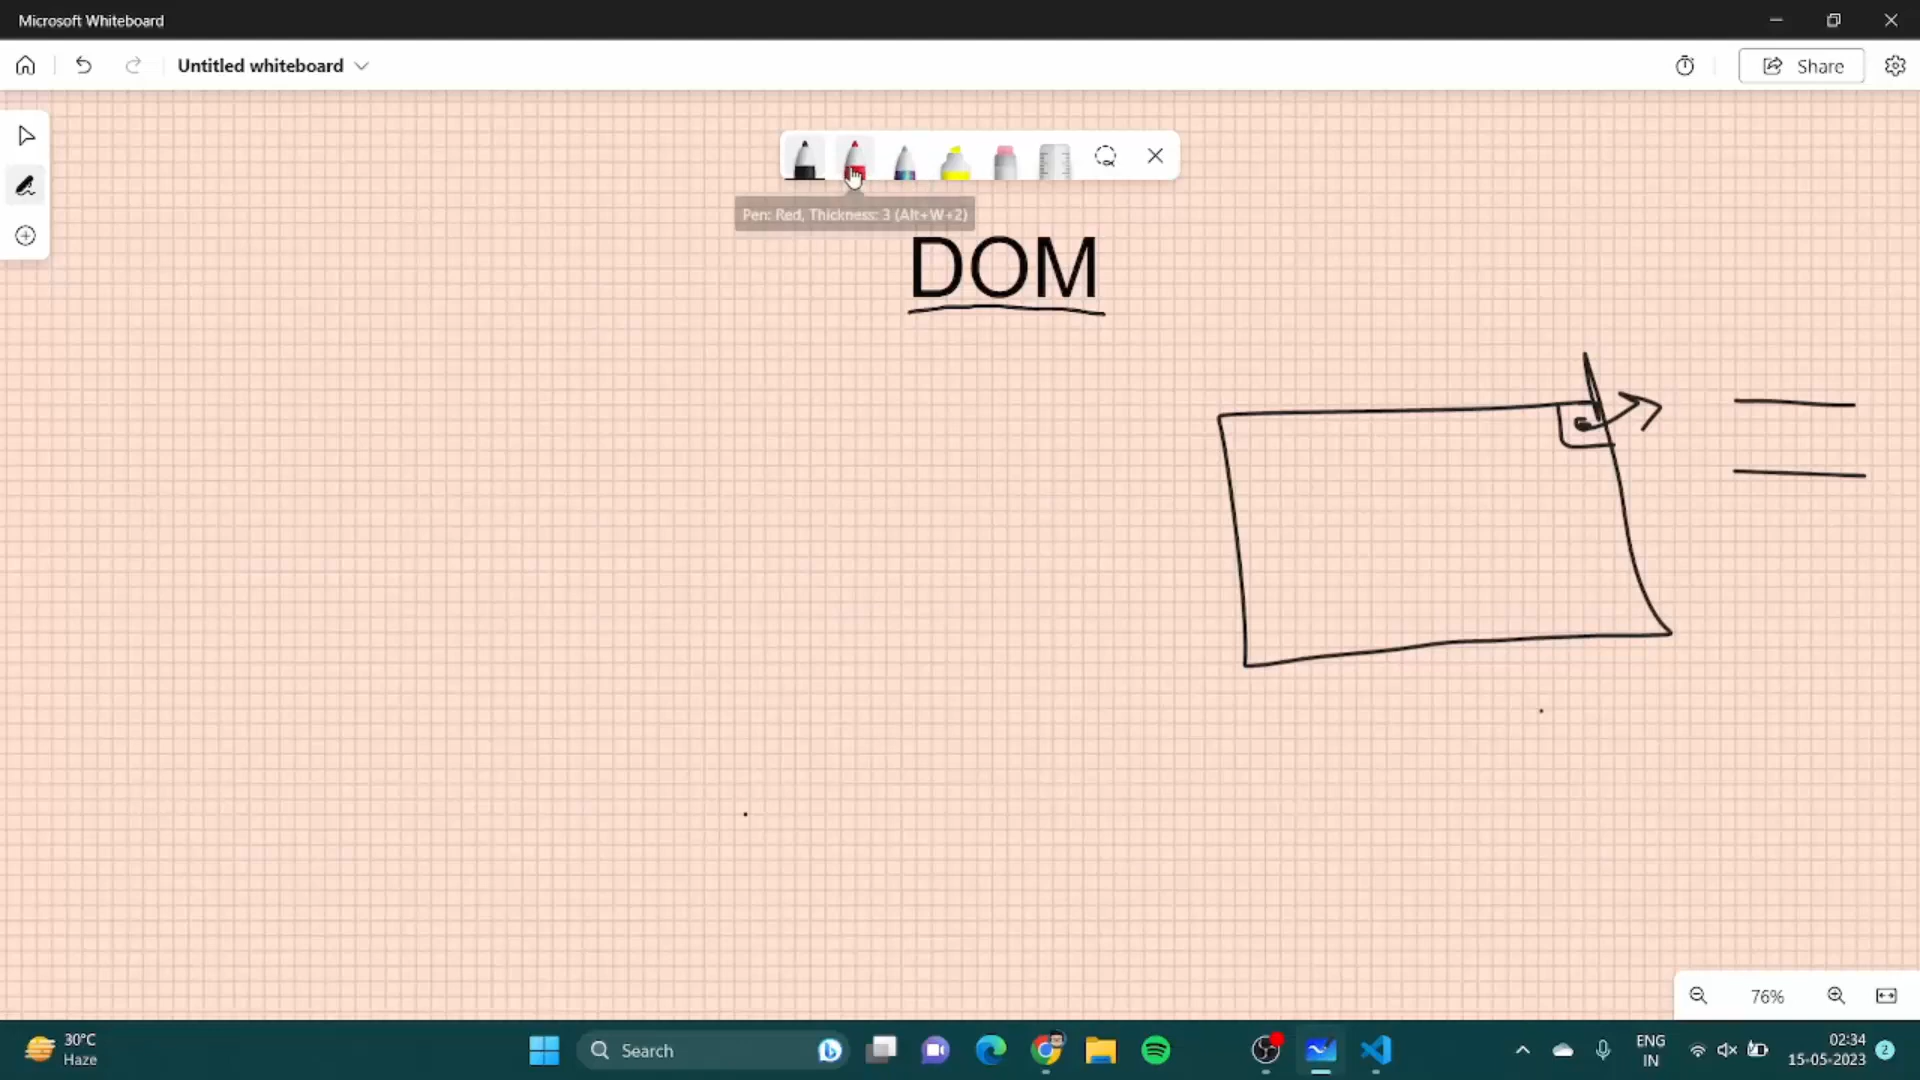 Microsoft Whiteboard
Untitled whiteboard
Share
Pen: Red, Thickness: 3 (Alt+W+2)
DOM
76%
30°C
Haze
Search
ENG
IN
02:34
15-05-2023
2